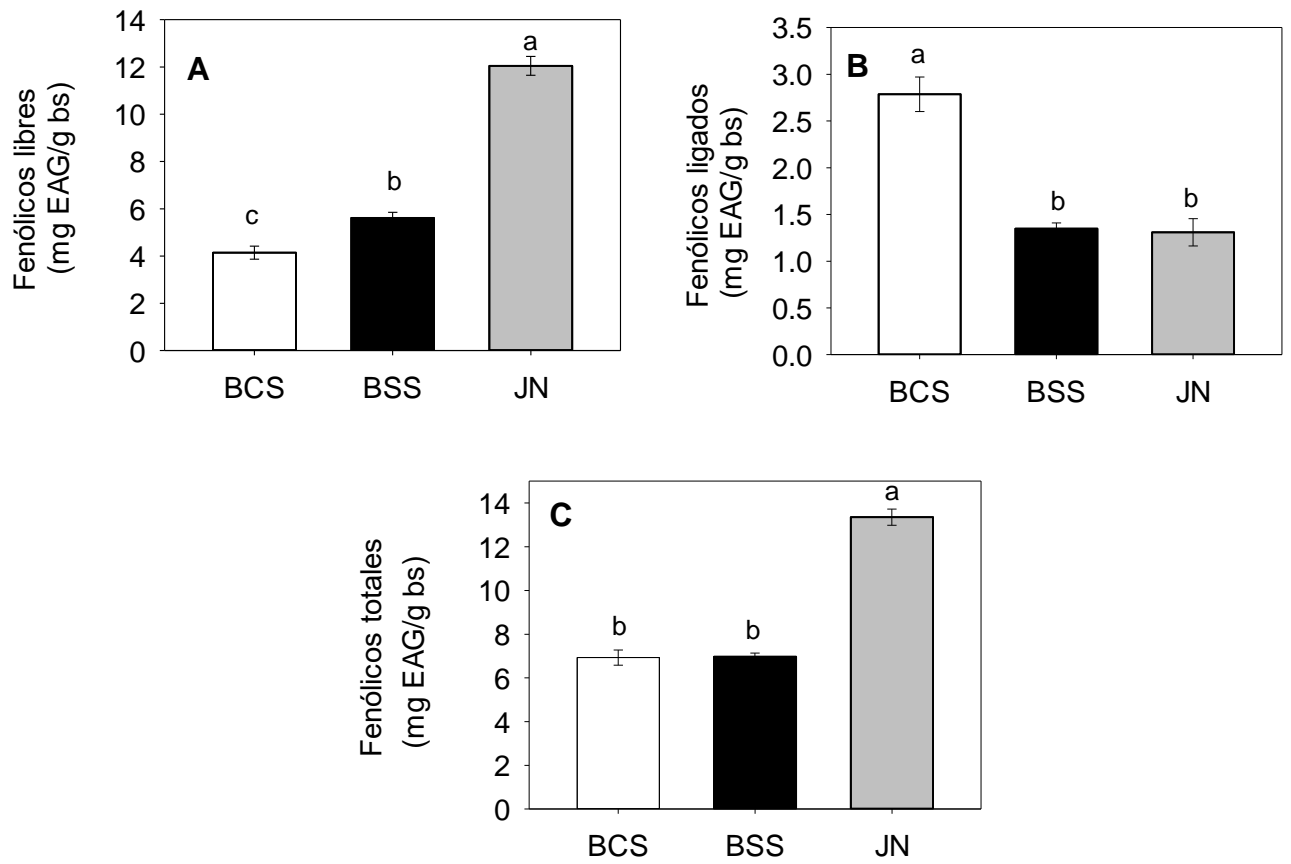 A
Fenólicos libres
(mg EAG/g bs)
14
12
10
8
6
4
2
0
c
b
a
BCS BSS JN
B
Fenólicos ligados
(mg EAG/g bs)
3.5
3.0
2.5
2.0
1.5
1.0
0.5
0.0
a
b
b
BCS BSS JN
C
Fenólicos totales
(mg EAG/g bs)
14
12
10
8
6
4
2
0
b
b
a
BCS BSS JN